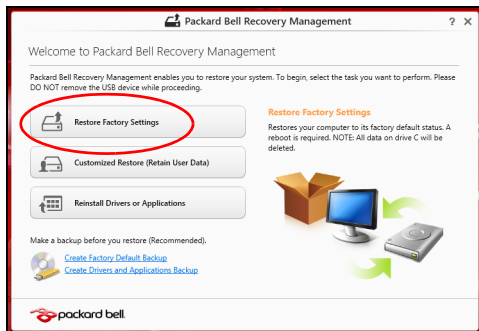 Packard Bell Recovery Management
? X
Welcome to Packard Bell Recovery Management
Packard Bell Recovery Management enables you to restore your system. To begin, select the task you want to perform. Please
DO NOT remove the USB device while proceeding.
Restore Factory Settings
Customized Restore (Retain User Data)
Reinstall Drivers or Applications
Restore Factory Settings
Restores your computer to its factory default status. A
reboot is required. NOTE: All data on drive C will be
deleted.
Make a backup before you restore (Recommended).
Create Factory Default Backup
Create Drivers and Applications Backup
packard bell